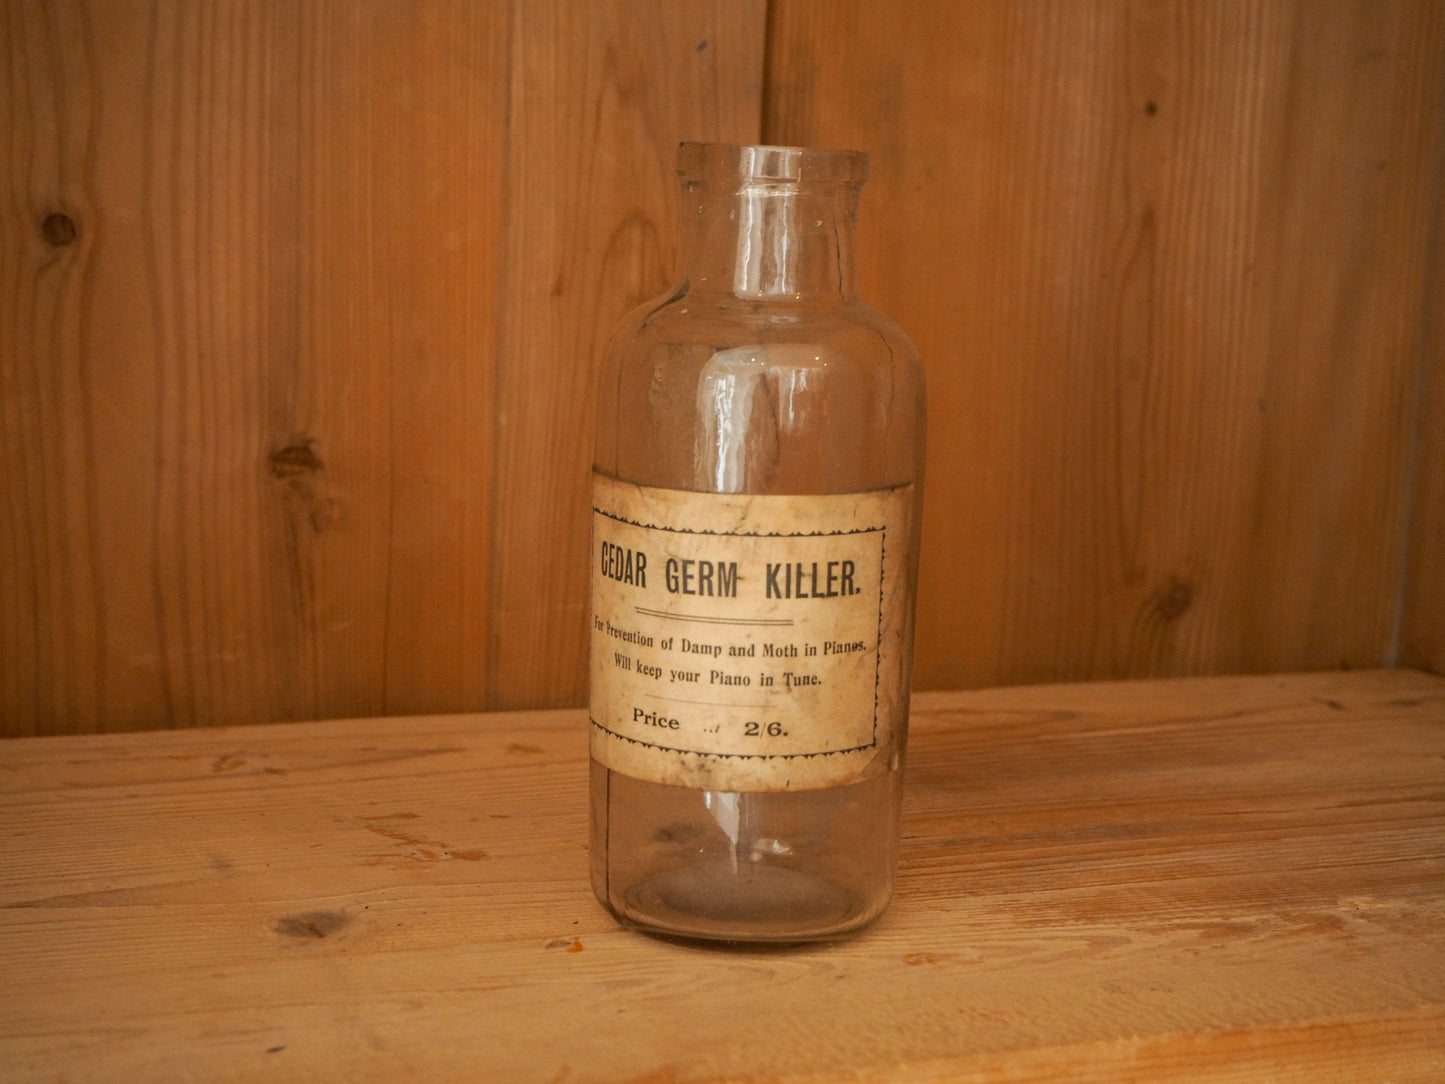 CEDAR GERM KILLER.
For Prevention of Damp and Moth in Pianos.
Will keep your Piano in Tune.
Price ... 2/6.